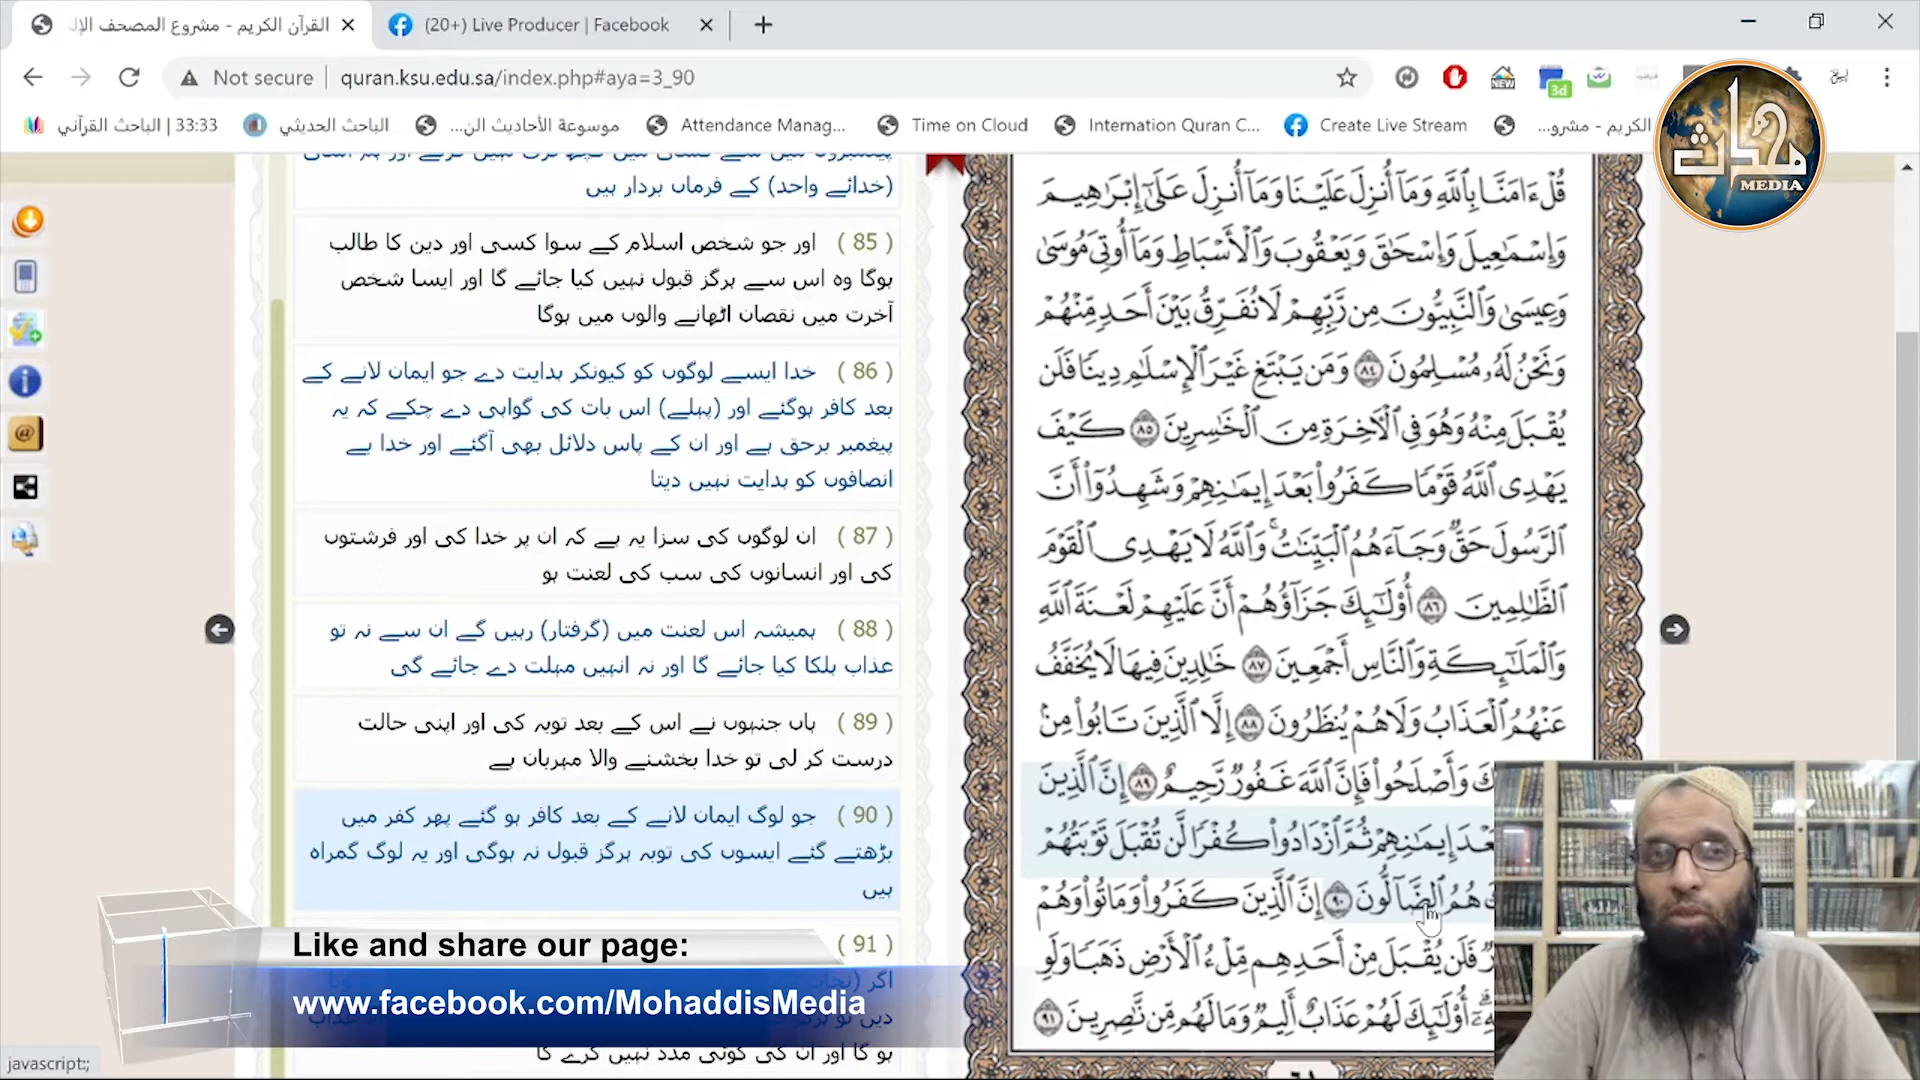 القرآن الكريم - مشروع المصحف الإل
(20+) Live Producer | Facebook
Not secure
quran.ksu.edu.sa/index.php#aya=3_90
3d
NEW
الباحث القرآني | 33:33
الباحث الحديثي
موسوعة الأحاديث الن...
Attendance Manag...
Time on Cloud
Internation Quran C...
Create Live Stream
الكريم - مشرو...
محدث
MEDIA
(خدائے واحد) کے فرماں بردار ہیں
( 85 ) اور جو شخص اسلام کے سوا کسی اور دین کا طالب
ہوگا وہ اس سے ہرگز قبول نہیں کیا جائے گا اور ایسا شخص
آخرت میں نقصان اٹھانے والوں میں ہوگا
( 86 ) خدا ایسے لوگوں کو کیونکر ہدایت دے جو ایمان لانے کے
بعد کافر ہوگئے اور (پہلے) اس بات کی گواہی دے چکے کہ یہ
پیغمبر برحق ہے اور ان کے پاس دلائل بھی آگئے اور خدا بے
انصافوں کو ہدایت نہیں دیتا
( 87 ) ان لوگوں کی سزا یہ ہے کہ ان پر خدا کی اور فرشتوں
کی اور انسانوں کی سب کی لعنت ہو
( 88 ) ہمیشہ اس لعنت میں (گرفتار) رہیں گے ان سے نہ تو
عذاب ہلکا کیا جائے گا اور نہ انہیں مہلت دے جائے گی
( 89 ) ہاں جنہوں نے اس کے بعد توبہ کی اور اپنی حالت
درست کر لی تو خدا بخشنے والا مہربان ہے
( 90 ) جو لوگ ایمان لانے کے بعد کافر ہو گئے پھر کفر میں
بڑھتے گئے ایسوں کی توبہ ہرگز قبول نہ ہوگی اور یہ لوگ گمراہ
ہیں
( 91 )
اگر (نجات
ہو گا اور ان کی کوئی مدد نہیں کرے گا
قُلْ ءَامَنَّا بِٱللَّهِ وَمَآ أُنزِلَ عَلَيْنَا وَمَآ أُنزِلَ عَلَىٰٓ إِبْرَٰهِيمَ
وَإِسْمَٰعِيلَ وَإِسْحَٰقَ وَيَعْقُوبَ وَٱلْأَسْبَاطِ وَمَآ أُوتِىَ مُوسَىٰ
وَعِيسَىٰ وَٱلنَّبِيُّونَ مِن رَّبِّهِمْ لَا نُفَرِّقُ بَيْنَ أَحَدٍ مِّنْهُمْ
وَنَحْنُ لَهُۥ مُسْلِمُونَ ٨٤ وَمَن يَبْتَغِ غَيْرَ ٱلْإِسْلَٰمِ دِينًا فَلَن
يُقْبَلَ مِنْهُ وَهُوَ فِى ٱلْءَاخِرَةِ مِنَ ٱلْخَٰسِرِينَ ٨٥ كَيْفَ
يَهْدِى ٱللَّهُ قَوْمًا كَفَرُوا۟ بَعْدَ إِيمَٰنِهِمْ وَشَهِدُوٓا۟ أَنَّ
ٱلرَّسُولَ حَقٌّ وَجَآءَهُمُ ٱلْبَيِّنَٰتُ ۚ وَٱللَّهُ لَا يَهْدِى ٱلْقَوْمَ
ٱلظَّٰلِمِينَ ٨٦ أُو۟لَٰٓئِكَ جَزَآؤُهُمْ أَنَّ عَلَيْهِمْ لَعْنَةَ ٱللَّهِ
وَٱلْمَلَٰٓئِكَةِ وَٱلنَّاسِ أَجْمَعِينَ ٨٧ خَٰلِدِينَ فِيهَا لَا يُخَفَّفُ
عَنْهُمُ ٱلْعَذَابُ وَلَا هُمْ يُنظَرُونَ ٨٨ إِلَّا ٱلَّذِينَ تَابُوا۟ مِنۢ
وَأَصْلَحُوا۟ فَإِنَّ ٱللَّهَ غَفُورٌ رَّحِيمٌ ٨٩ إِنَّ ٱلَّذِينَ
إِيمَٰنِهِمْ ثُمَّ ٱزْدَادُوا۟ كُفْرًا لَّن تُقْبَلَ تَوْبَتُهُمْ
هُمُ ٱلضَّآلُّونَ ٩٠ إِنَّ ٱلَّذِينَ كَفَرُوا۟ وَمَاتُوا۟ وَهُمْ
فَلَن يُقْبَلَ مِنْ أَحَدِهِم مِّلْءُ ٱلْأَرْضِ ذَهَبًا وَلَوِ
أُو۟لَٰٓئِكَ لَهُمْ عَذَابٌ أَلِيمٌ وَمَا لَهُم مِّن نَّٰصِرِينَ ٩١
Like and share our page:
www.facebook.com/MohaddisMedia
javascript:;